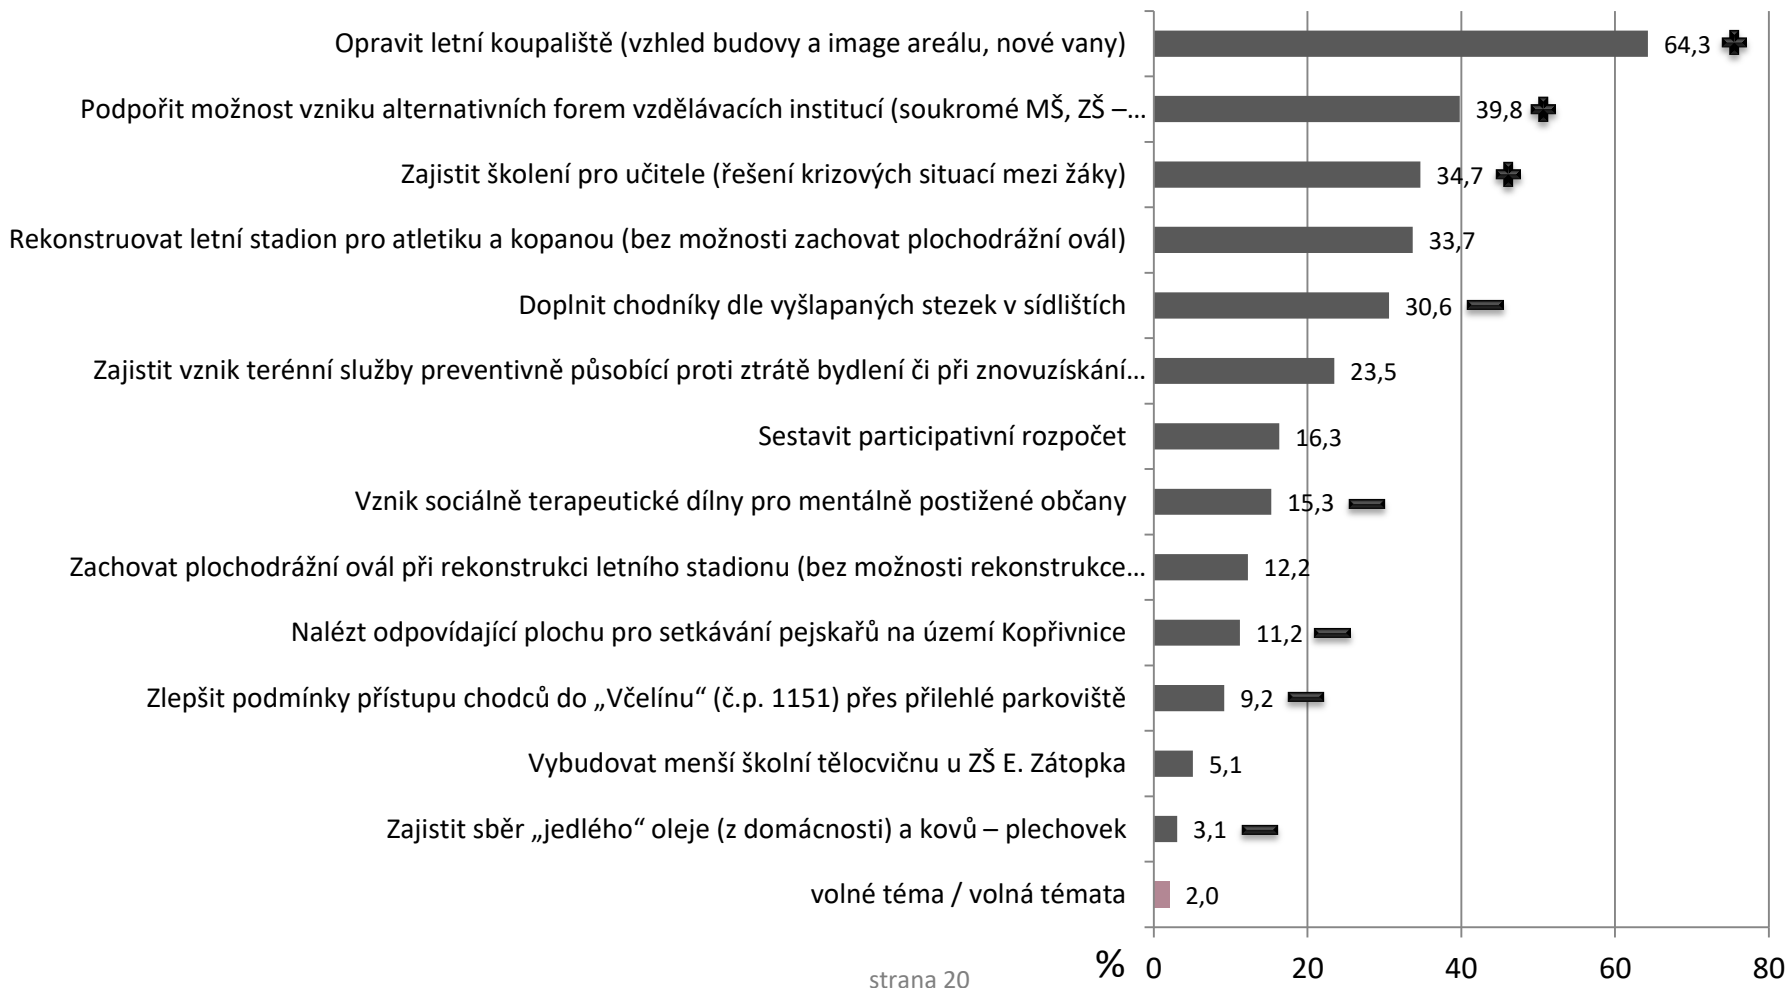 Opravit letní koupaliště (vzhled budovy a image areálu, nové vany) 64,3
Podpořit možnost vzniku alternativních forem vzdělávacích institucí (soukromé MŠ, ZŠ –... 39,8
Zajistit školení pro učitele (řešení krizových situací mezi žáky) 34,7
Rekonstruovat letní stadion pro atletiku a kopanou (bez možnosti zachovat plochodrážní ovál) 33,7
Doplnit chodníky dle vyšlapaných stezek v sídlištích 30,6
Zajistit vznik terénní služby preventivně působící proti ztrátě bydlení či při znovuzískání... 23,5
Sestavit participativní rozpočet 16,3
Vznik sociálně terapeutické dílny pro mentálně postižené občany 15,3
Zachovat plochodrážní ovál při rekonstrukci letního stadionu (bez možnosti rekonstrukce... 12,2
Nalézt odpovídající plochu pro setkávání pejskařů na území Kopřivnice 11,2
Zlepšit podmínky přístupu chodců do „Včelínu“ (č.p. 1151) přes přilehlé parkoviště 9,2
Vybudovat menší školní tělocvičnu u ZŠ E. Zátopka 5,1
Zajistit sběr „jedlého“ oleje (z domácnosti) a kovů – plechovek 3,1
volné téma / volná témata 2,0
% 0 20 40 60 80
strana 20